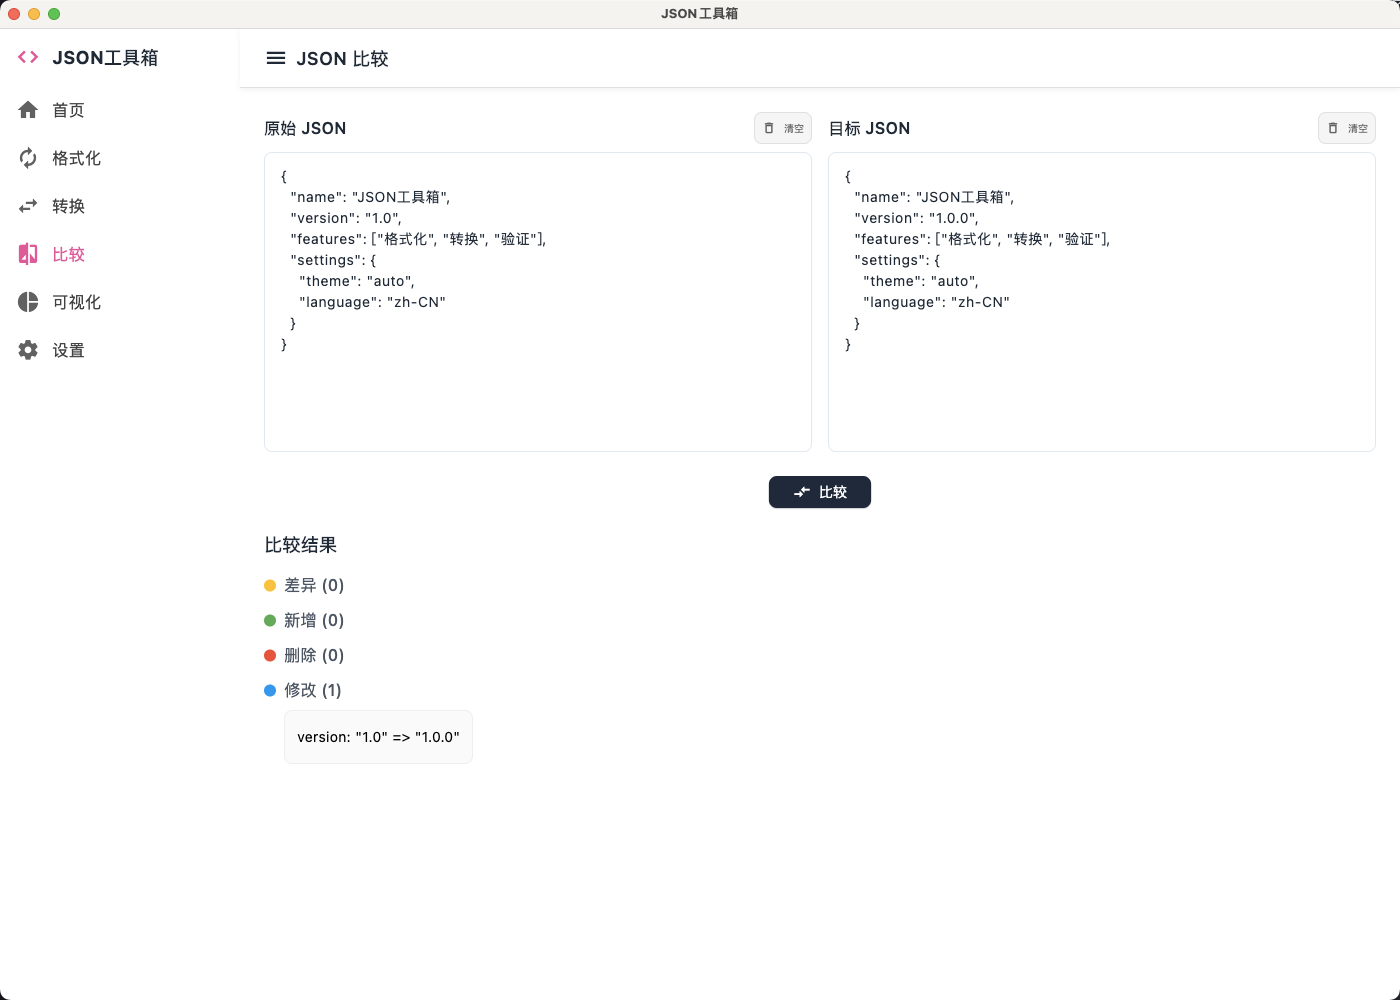 JSON 工具箱
JSON工具箱
首页
格式化
转换
比较
可视化
设置
JSON 比较
原始 JSON
清空
{
  "name": "JSON工具箱",
  "version": "1.0",
  "features": ["格式化", "转换", "验证"],
  "settings": {
    "theme": "auto",
    "language": "zh-CN"
  }
}
目标 JSON
清空
{
  "name": "JSON工具箱",
  "version": "1.0.0",
  "features": ["格式化", "转换", "验证"],
  "settings": {
    "theme": "auto",
    "language": "zh-CN"
  }
}
比较
比较结果
差异 (0)
新增 (0)
删除 (0)
修改 (1)
version: "1.0" => "1.0.0"